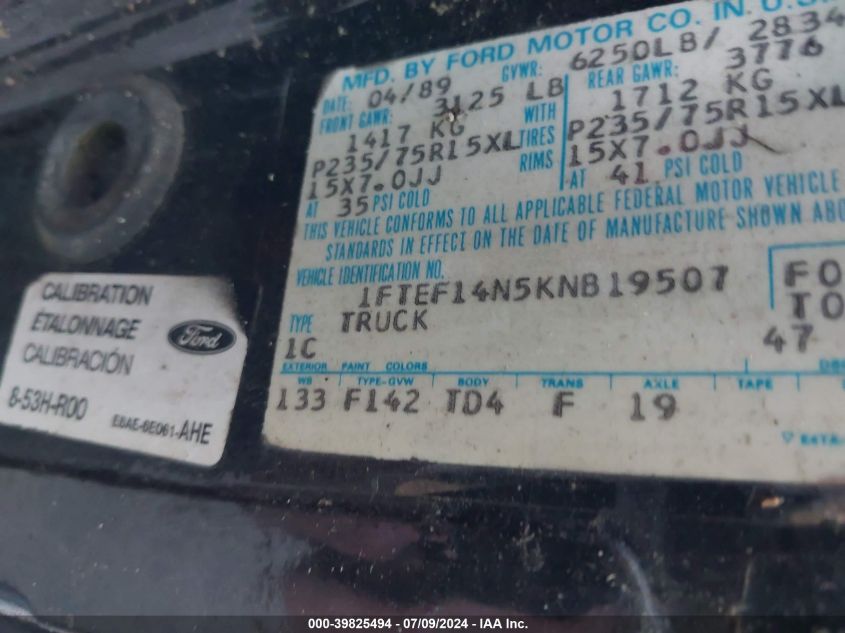 MFD. BY FORD MOTOR CO. IN U.S.
DATE: 04/89 GVWR: 6250LB/ 2834
FRONT GAWR: 3125 LB REAR GAWR: 3776
1417 KG WITH 1712 KG
P235/75R15XL TIRES P235/75R15XL
15X7.0JJ RIMS 15X7.0JJ
AT 35 PSI COLD AT 41 PSI COLD
THIS VEHICLE CONFORMS TO ALL APPLICABLE FEDERAL MOTOR VEHICLE
STANDARDS IN EFFECT ON THE DATE OF MANUFACTURE SHOWN ABO
VEHICLE IDENTIFICATION NO.
1FTEF14N5KNB19507 FO
TYPE TRUCK TO
1C 47
EXTERIOR PAINT COLORS DSO
WB TYPE-GVW BODY TRANS AXLE TAPE
133 F142 TD4 F 19
CALIBRATION
ÉTALONNAGE
CALIBRACIÓN
Ford
8-53H-R00
E8AE-6E061-AHE
000-39825494 - 07/09/2024 - IAA Inc.